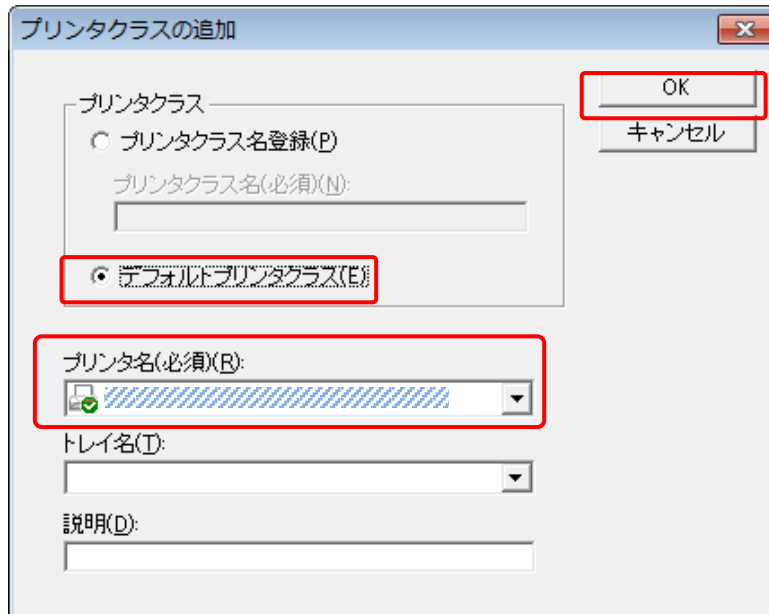 プリンタクラスの追加
プリンタクラス
プリンタクラス名登録(P)
プリンタクラス名(必須)(N):
デフォルトプリンタクラス(E)
プリンタ名(必須)(R):
トレイ名(T):
説明(D):
OK
キャンセル